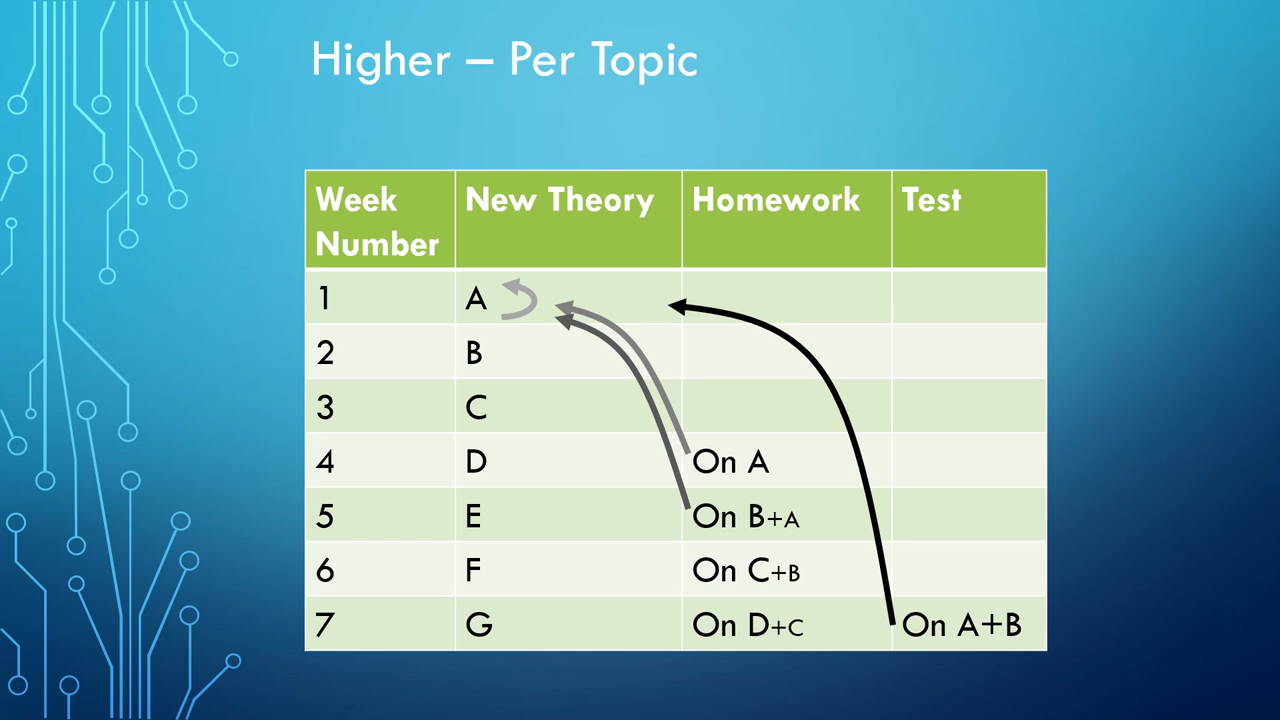 Higher – Per Topic
Week Number New Theory Homework Test
1 A
2 B
3 C
4 D On A
5 E On B+A
6 F On C+B
7 G On D+C On A+B